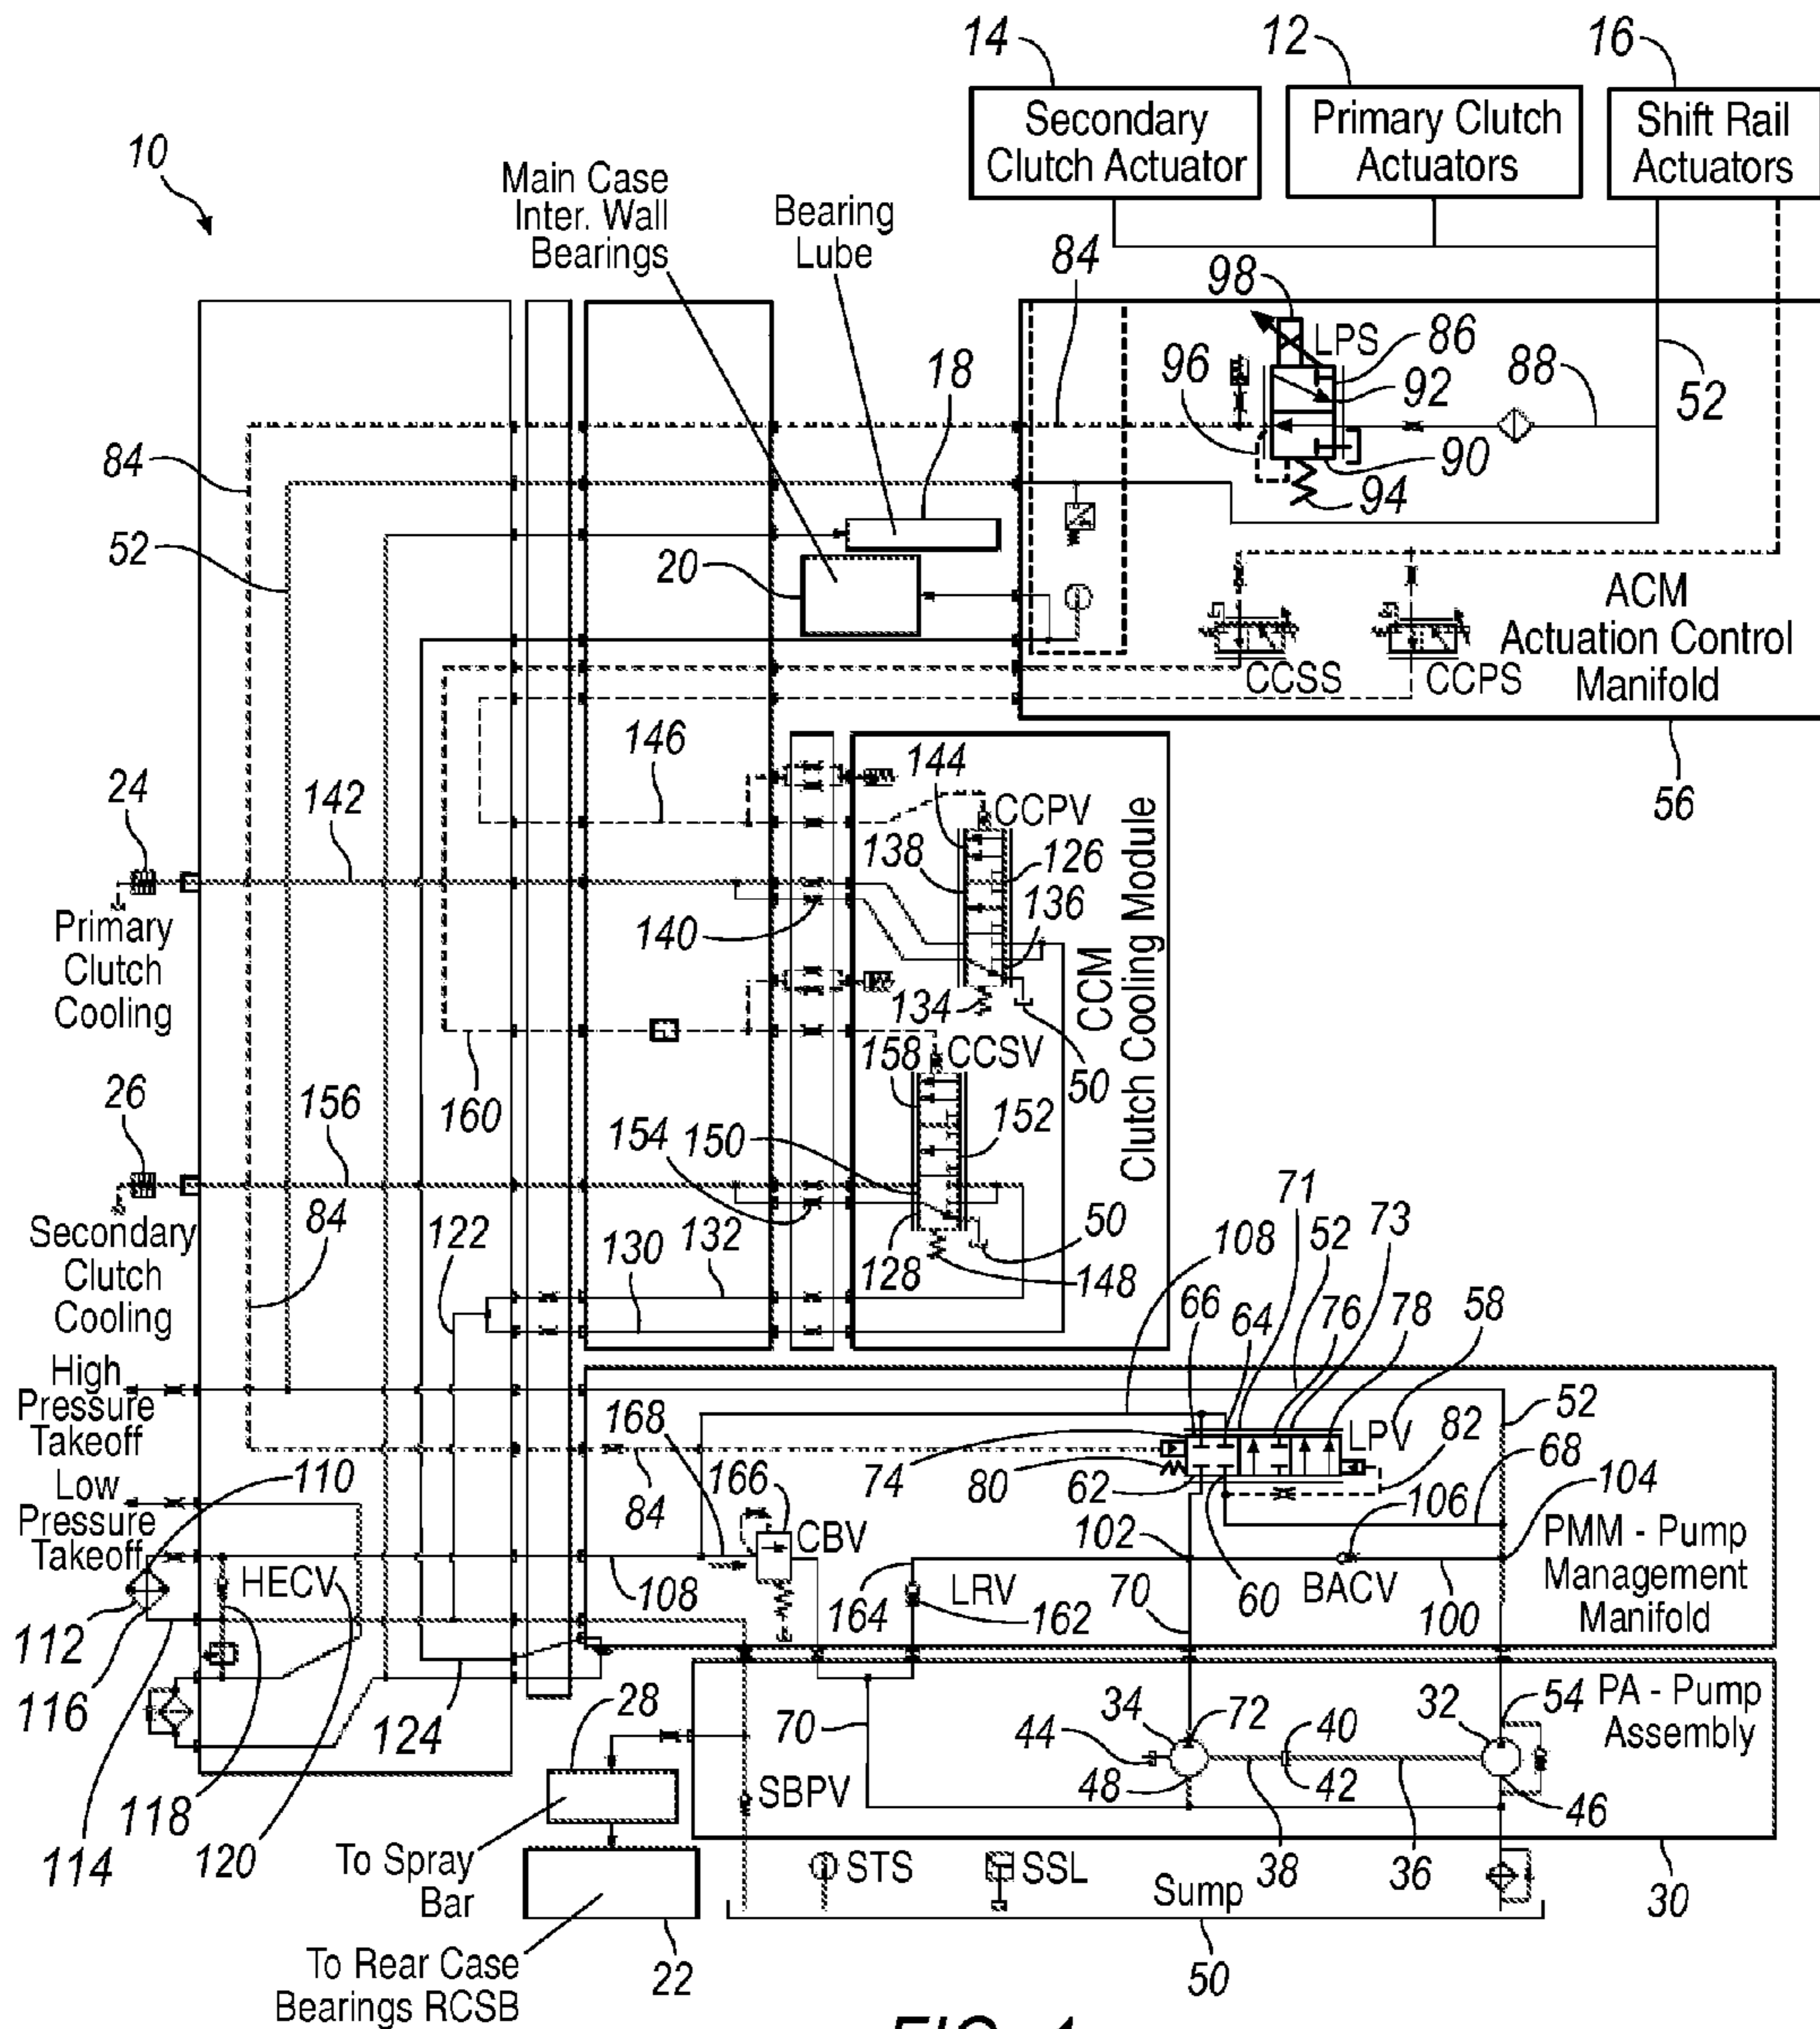 14
12
16
Secondary
Clutch Actuator
Primary Clutch
Actuators
Shift Rail
Actuators
10
Main Case
Inter. Wall
Bearings
Bearing
Lube
84
98
LPS
86
96
92
88
52
18
84
90
94
52
20
ACM
Actuation Control
Manifold
CCSS
CCPS
56
146
144
24
142
CCPV
138
126
136
140
Primary
Clutch
Cooling
134
50
CCM
Clutch Cooling Module
158
CCSV
26
156
160
154
150
152
Secondary
Clutch
Cooling
84
122
130
132
128
50
148
108
71
52
73
66
64
76
78
58
High
Pressure
Takeoff
52
168
LPV
82
74
80
62
68
110
Low
Pressure
Takeoff
84
166
CBV
102
106
104
PMM - Pump
Management
Manifold
HECV
108
LRV
BACV
164
162
70
60
100
112
116
124
28
70
34
72
40
32
54
PA - Pump
Assembly
44
48
42
46
SBPV
114
118
120
To Spray
Bar
STS
SSL
38
36
Sump
30
To Rear Case
Bearings RCSB
22
50
FIG. 1